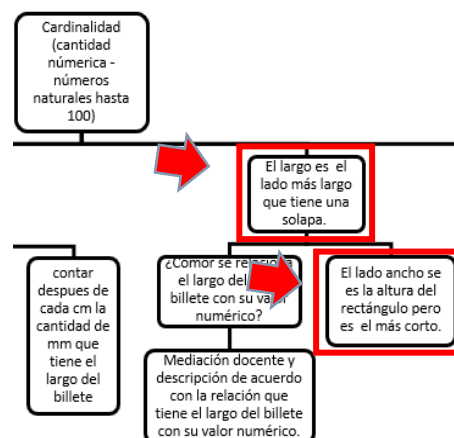 Cardinalidad
(cantidad
númerica -
números
naturales hasta
100)
El largo es el
lado más largo
que tiene una
solapa.
contar
despues de
cada cm la
cantidad de
mm que
tiene el
largo del
billete
¿Comor se relaciona
el largo del
billete con su valor
numérico?
El lado ancho se
es la altura del
rectángulo pero
es el más corto.
Mediación docente y
descripción de acuerdo
con la relación que
tiene el largo del billete
con su valor numérico.